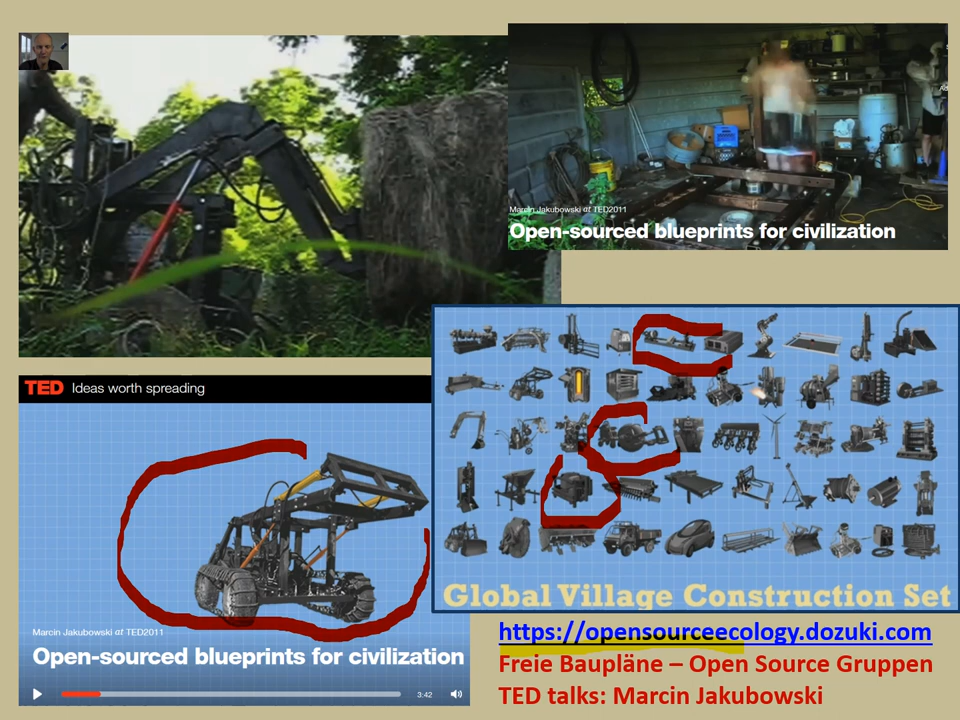 Marcin Jakubowski at TED2011
Open-sourced blueprints for civilization
TED Ideas worth spreading
Marcin Jakubowski at TED2011
Open-sourced blueprints for civilization
3:42
Global Village Construction Set
https://opensourceecology.dozuki.com
Freie Baupläne – Open Source Gruppen
TED talks: Marcin Jakubowski